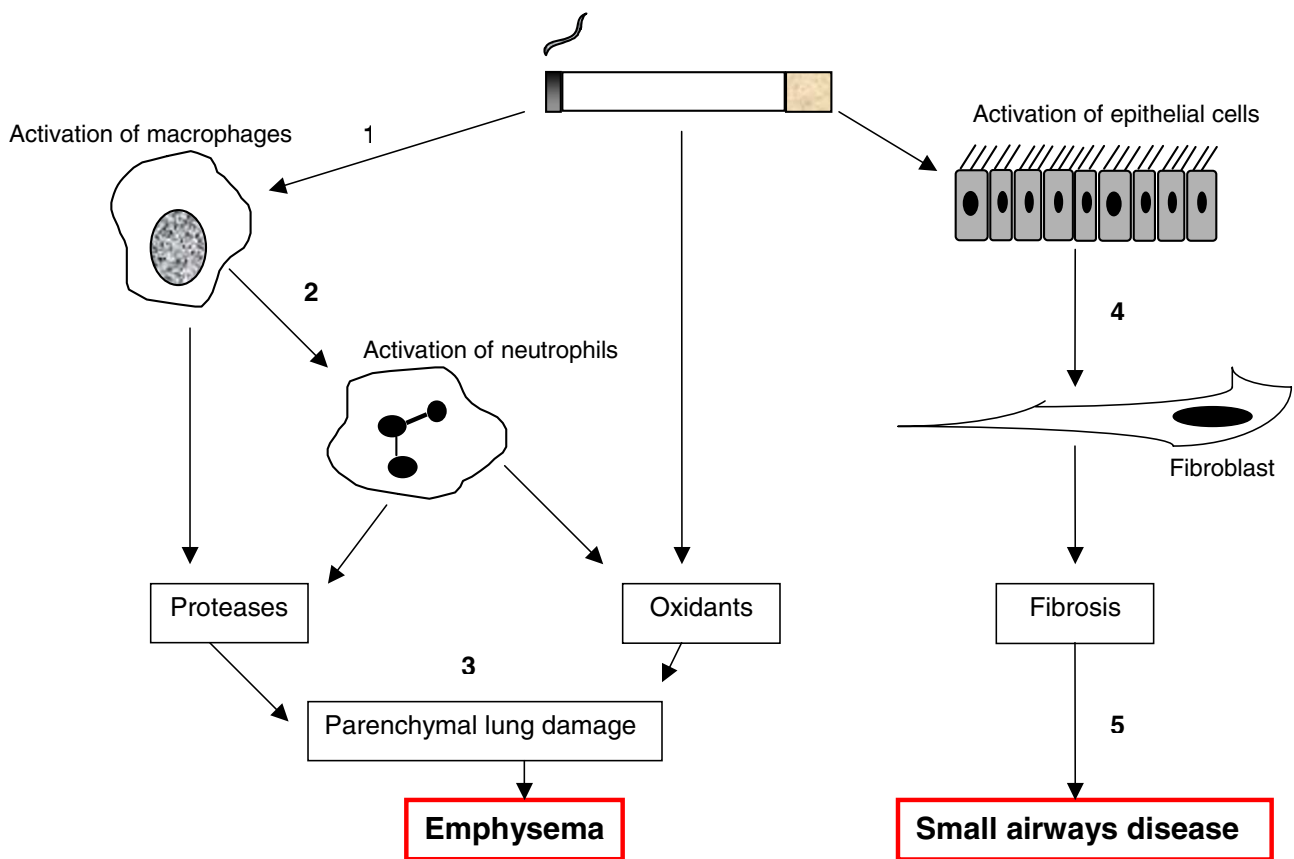 Activation of macrophages
1
Activation of epithelial cells
2
4
Activation of neutrophils
Fibroblast
Proteases
Oxidants
Fibrosis
3
Parenchymal lung damage
5
Emphysema
Small airways disease